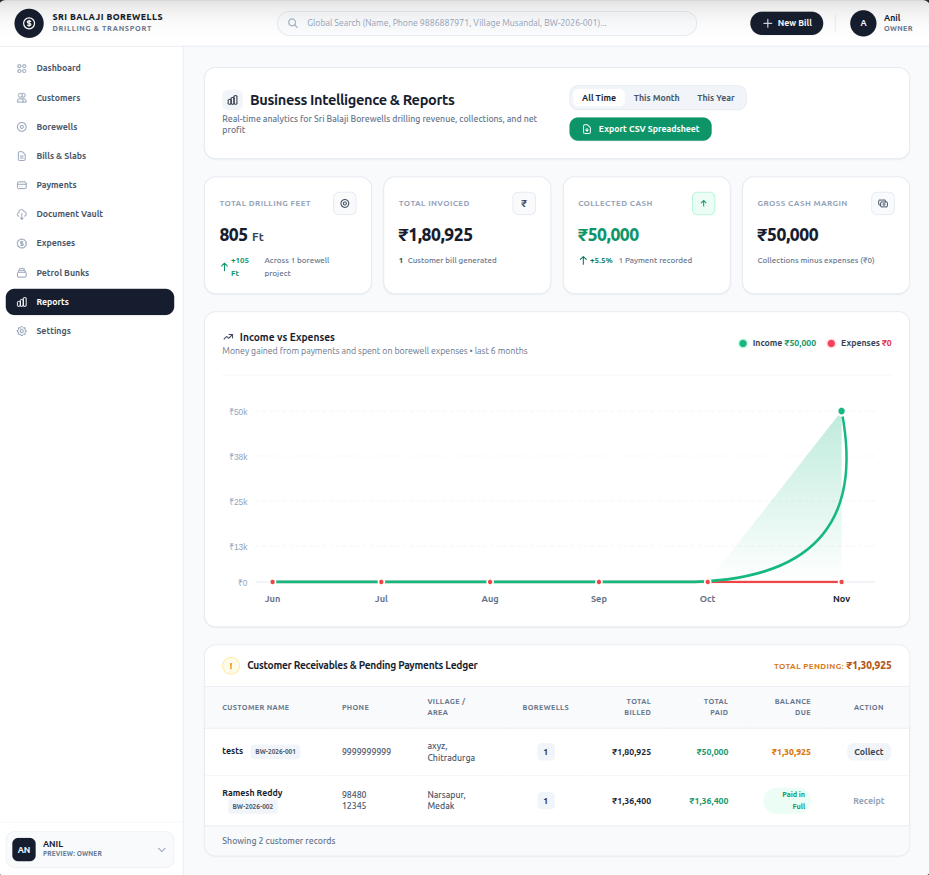 SRI BALAJI BOREWELLS
DRILLING & TRANSPORT
Global Search (Name, Phone 9886887971, Village Musandal, BW-2026-001)...
New Bill
A
Anil
OWNER
Dashboard
Customers
Borewells
Bills & Slabs
Payments
Document Vault
Expenses
Petrol Bunks
Reports
Settings
AN
ANIL
PREVIEW: OWNER
Business Intelligence & Reports
Real-time analytics for Sri Balaji Borewells drilling revenue, collections, and net
profit
All Time
This Month
This Year
Export CSV Spreadsheet
TOTAL DRILLING FEET
805 Ft
+105
Ft
Across 1 borewell
project
TOTAL INVOICED
₹
₹1,80,925
1 Customer bill generated
COLLECTED CASH
₹50,000
+5.5% 1 Payment recorded
GROSS CASH MARGIN
₹50,000
Collections minus expenses (₹0)
Income vs Expenses
Money gained from payments and spent on borewell expenses • last 6 months
Income ₹50,000
Expenses ₹0
₹50k
₹38k
₹25k
₹13k
₹0
Jun
Jul
Aug
Sep
Oct
Nov
Customer Receivables & Pending Payments Ledger
TOTAL PENDING: ₹1,30,925
CUSTOMER NAME
PHONE
VILLAGE /
AREA
BOREWELLS
TOTAL
BILLED
TOTAL
PAID
BALANCE
DUE
ACTION
tests BW-2026-001
9999999999
axyz,
Chitradurga
1
₹1,80,925
₹50,000
₹1,30,925
Collect
Ramesh Reddy
BW-2026-002
98480
12345
Narsapur,
Medak
1
₹1,36,400
₹1,36,400
Paid in
Full
Receipt
Showing 2 customer records